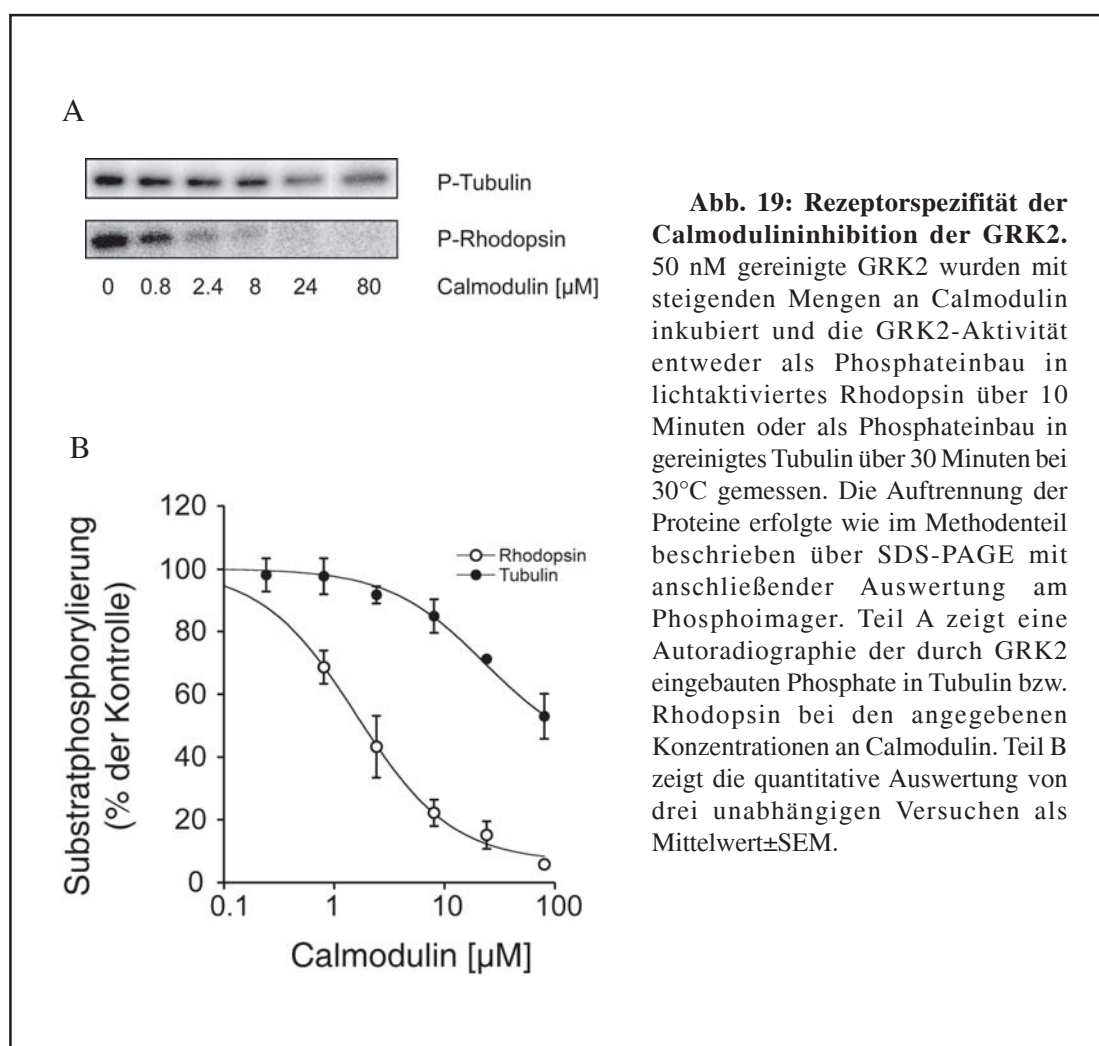 A
P-Tubulin
P-Rhodopsin
0 0.8 2.4 8 24 80 Calmodulin [µM]
B
Substratphosphorylierung
(% der Kontrolle)
120
100
80
60
40
20
0
Rhodopsin
Tubulin
0.1 1 10 100
Calmodulin [µM]
Abb. 19: Rezeptorspezifität der
Calmodulininhibition der GRK2.
50 nM gereinigte GRK2 wurden mit
steigenden Mengen an Calmodulin
inkubiert und die GRK2-Aktivität
entweder als Phosphateinbau in
lichtaktiviertes Rhodopsin über 10
Minuten oder als Phosphateinbau in
gereinigtes Tubulin über 30 Minuten bei
30°C gemessen. Die Auftrennung der
Proteine erfolgte wie im Methodenteil
beschrieben über SDS-PAGE mit
anschließender Auswertung am
Phosphoimager. Teil A zeigt eine
Autoradiographie der durch GRK2
eingebauten Phosphate in Tubulin bzw.
Rhodopsin bei den angegebenen
Konzentrationen an Calmodulin. Teil B
zeigt die quantitative Auswertung von
drei unabhängigen Versuchen als
Mittelwert±SEM.